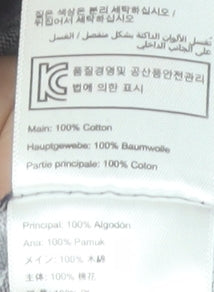 짙은 색상은 분리 세탁하십시오 /
뒤집어서 세탁하십시오
تغسل الألوان الداكنة بشكل منفصل / الغسل
على الجانب الداخلي
품질경영및 공산품안전관리
법에 의한 표시
Main: 100% Cotton
Hauptgewebe: 100% Baumwolle
Partie principale: 100% Coton
Principal: 100% Algodón
Ana: 100% Pamuk
メイン: 100% 木綿
主体: 100% 棉花